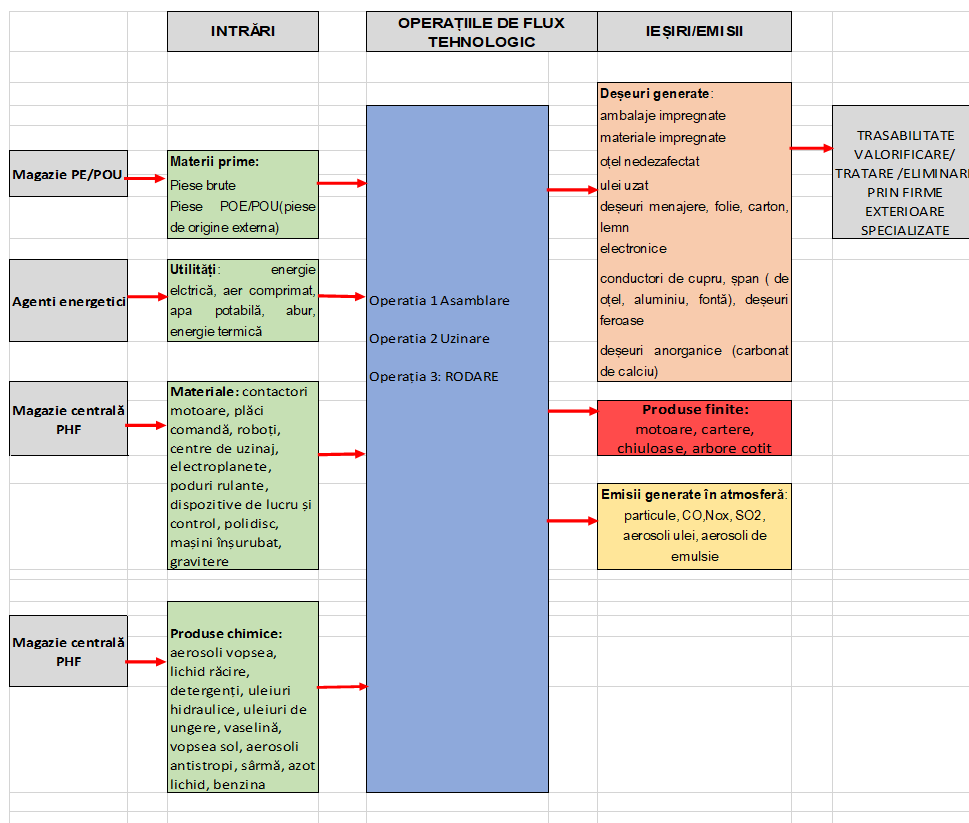 INTRĂRI
OPERAȚIILE DE FLUX
TEHNOLOGIC
IEȘIRI/EMISII
Magazie PE/POU
Materii prime:
Piese brute
Piese POE/POU(piese
de origine externa)
Agenti energetici
Utilități: energie
elctrică, aer comprimat,
apa potabilă, abur,
energie termică
Magazie centrală
PHF
Materiale: contactori
motoare, plăci
comandă, roboți,
centre de uzinaj,
electroplanete,
poduri rulante,
dispozitive de lucru și
control, polidisc,
mașini înșurubat,
gravitere
Magazie centrală
PHF
Produse chimice:
aerosoli vopsea,
lichid răcire,
detergenți, uleiuri
hidraulice, uleiuri de
ungere, vaselină,
vopsea sol, aerosoli
antistropi, sârmă, azot
lichid, benzina
Operatia 1 Asamblare
Operatia 2 Uzinare
Operația 3: RODARE
Deșeuri generate:
ambalaje impregnate
materiale impregnate
oțel nedezafectat
ulei uzat
deșeuri menajere, folie, carton,
lemn
electronice
conductori de cupru, șpan ( de
oțel, aluminiu, fontă), deșeuri
feroase
deșeuri anorganice (carbonat
de calciu)
Produse finite:
motoare, cartere,
chiuloase, arbore cotit
Emisii generate în atmosferă:
particule, CO,Nox, SO2,
aerosoli ulei, aerosoli de
emulsie
TRASABILITATE
VALORIFICARE/
TRATARE /ELIMINARE
PRIN FIRME
EXTERIOARE
SPECIALIZATE